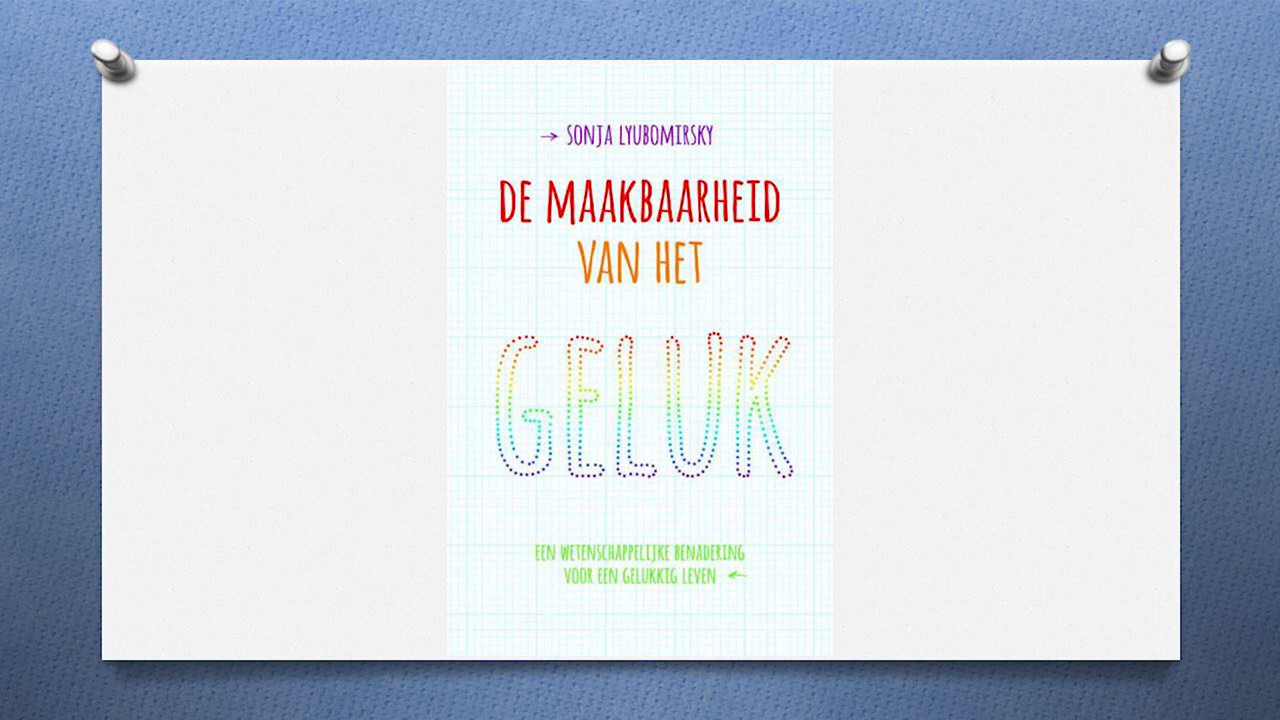 → SONJA LYUBOMIRSKY
DE MAAKBAARHEID
VAN HET
GELUK
EEN WETENSCHAPPELIJKE BENADERING
VOOR EEN GELUKKIG LEVEN ←